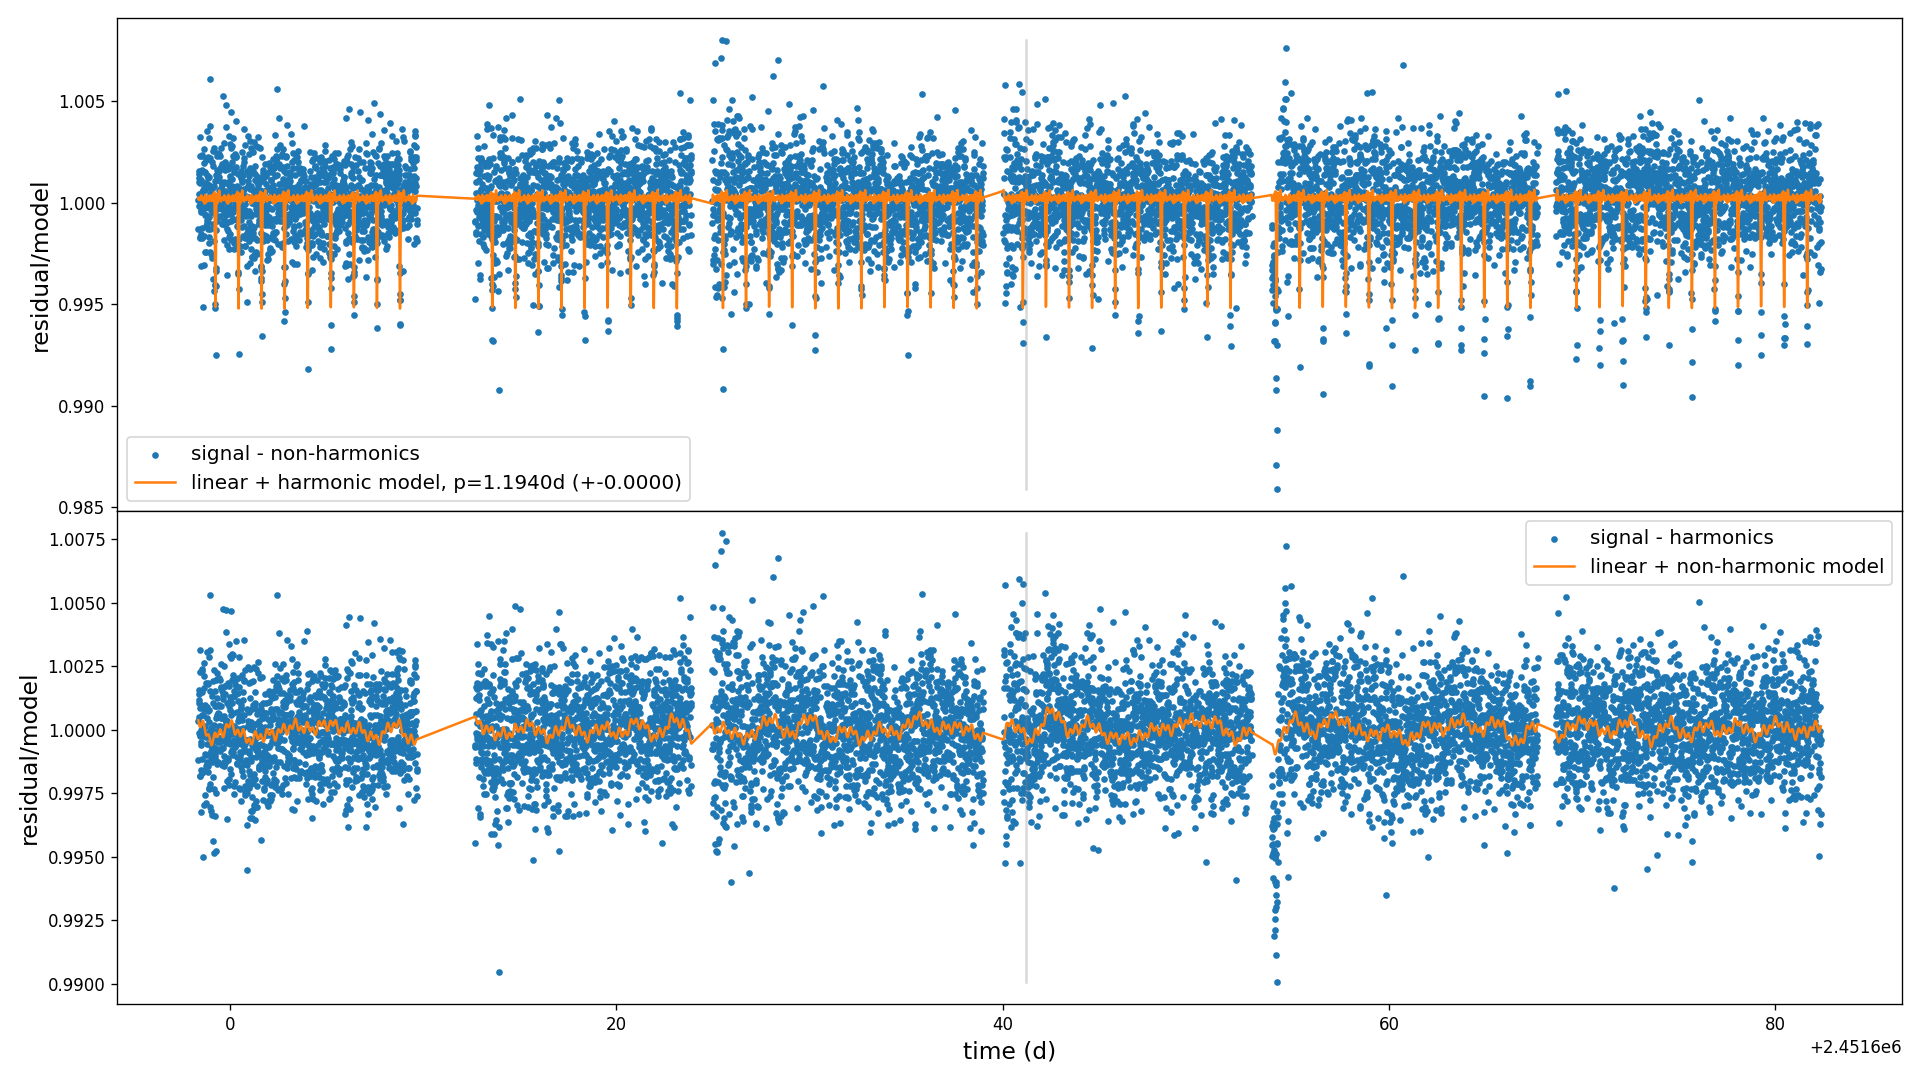 residual/model
1.005
1.000
0.995
0.990
0.985
signal - non-harmonics
linear + harmonic model, p=1.1940d (+-0.0000)
residual/model
1.0075
1.0050
1.0025
1.0000
0.9975
0.9950
0.9925
0.9900
signal - harmonics
linear + non-harmonic model
0 20 40 60 80
time (d)
+2.4516e6